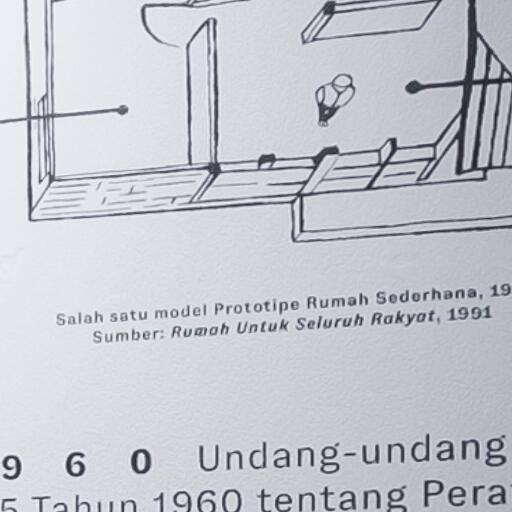 Salah satu model Prototipe Rumah Sederhana, 19
Sumber: Rumah Untuk Seluruh Rakyat, 1991
9 6 0 Undang-undang
5 Tahun 1960 tentang Pera